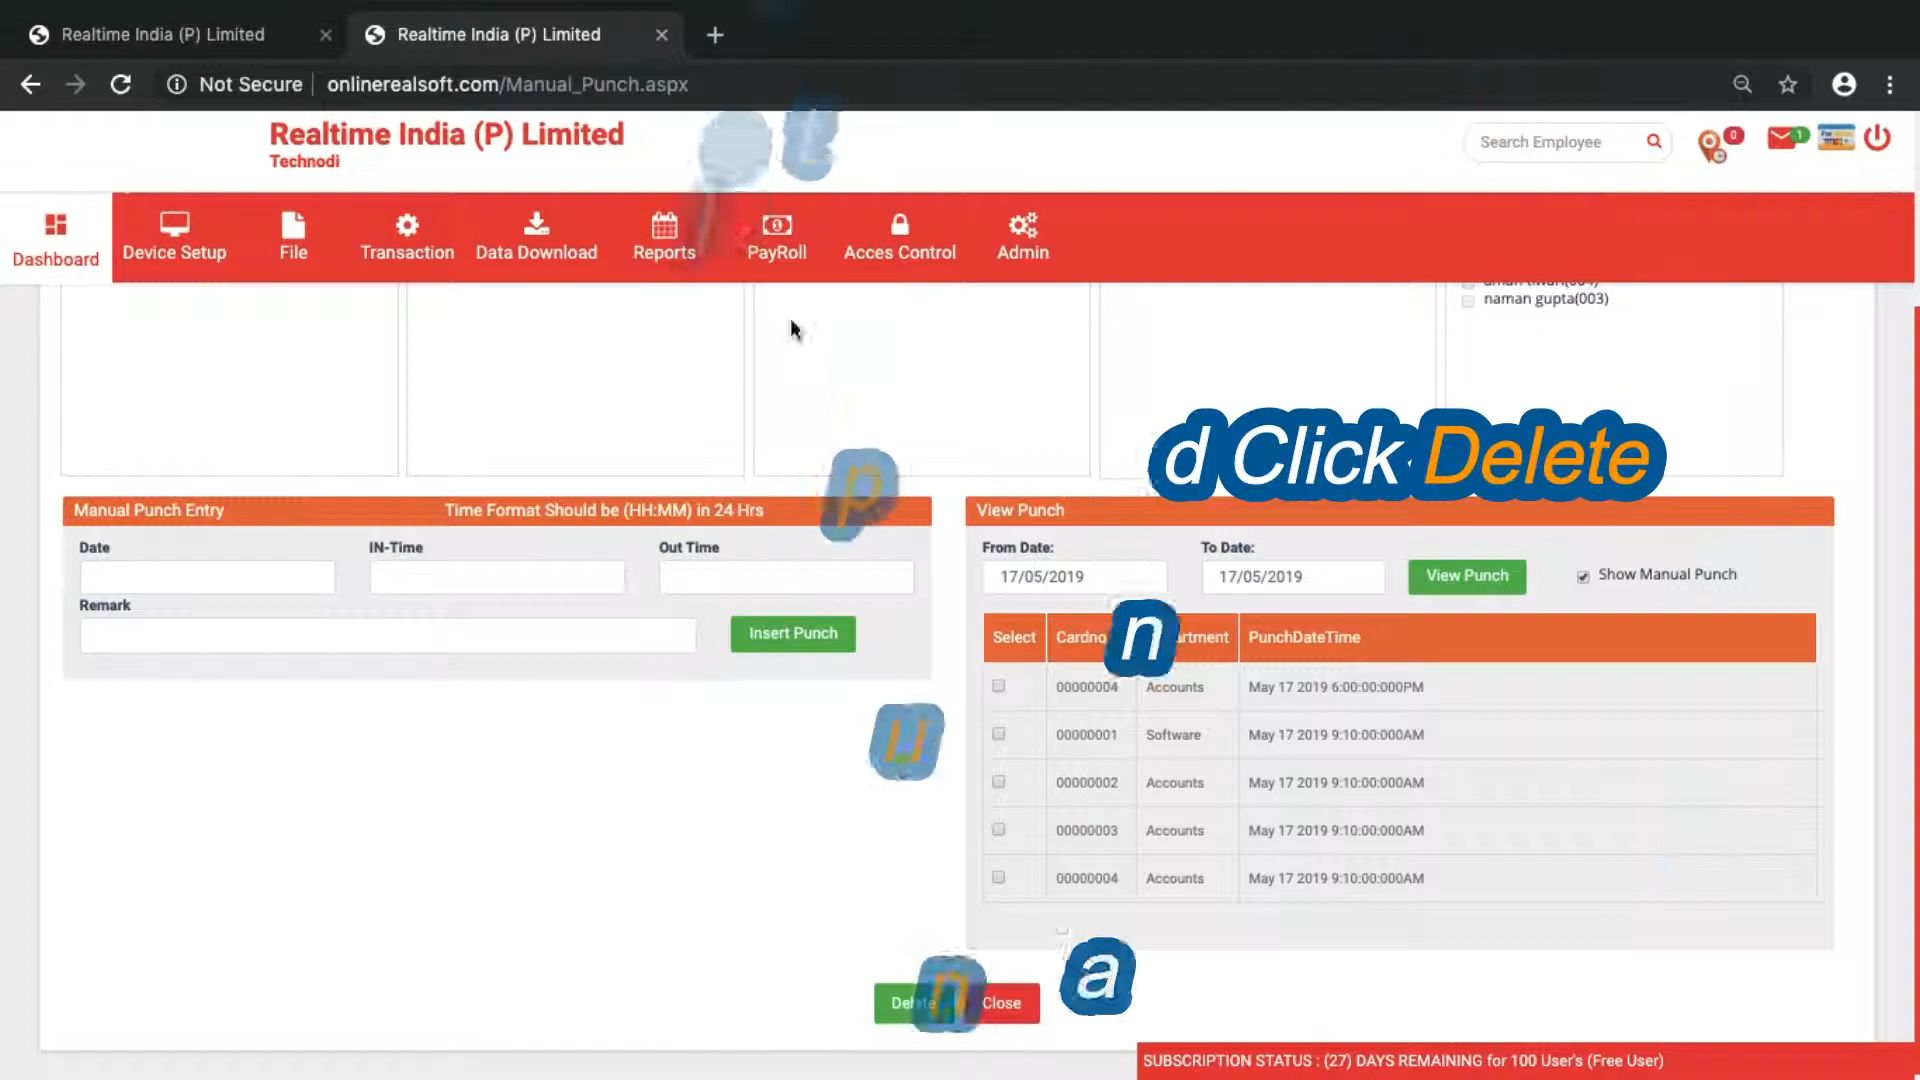 Realtime India (P) Limited
Realtime India (P) Limited
Not Secure
onlinerealsoft.com/Manual_Punch.aspx
Realtime India (P) Limited
Technodi
Search Employee
0
1
Dashboard
Device Setup
File
Transaction
Data Download
Reports
PayRoll
Acces Control
Admin
naman gupta(003)
d Click Delete
Manual Punch Entry
Time Format Should be (HH:MM) in 24 Hrs
Date
IN-Time
Out Time
Remark
Insert Punch
View Punch
From Date:
To Date:
17/05/2019
17/05/2019
View Punch
Show Manual Punch
Select
Cardno
artment
PunchDateTime
00000004 Accounts May 17 2019 6:00:00:000PM
00000001 Software May 17 2019 9:10:00:000AM
00000002 Accounts May 17 2019 9:10:00:000AM
00000003 Accounts May 17 2019 9:10:00:000AM
00000004 Accounts May 17 2019 9:10:00:000AM
t
p
n
u
n
a
Delete
Close
SUBSCRIPTION STATUS : (27) DAYS REMAINING for 100 User's (Free User)